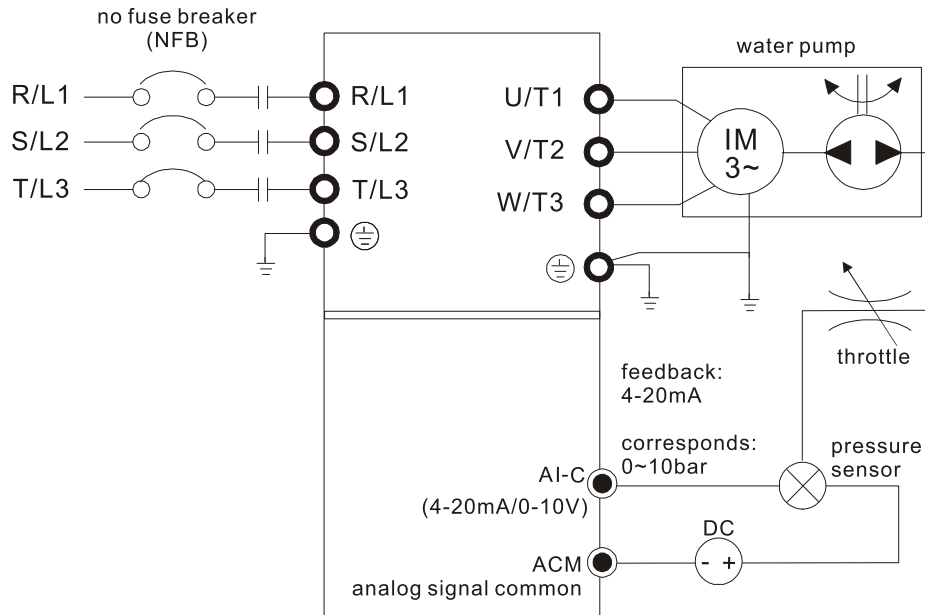 no fuse breaker
(NFB)
R/L1
S/L2
T/L3
R/L1
S/L2
T/L3
U/T1
V/T2
W/T3
water pump
IM
3~
throttle
feedback:
4-20mA
corresponds:
0~10bar
pressure
sensor
AI-C
(4-20mA/0-10V)
DC
- +
ACM
analog signal common